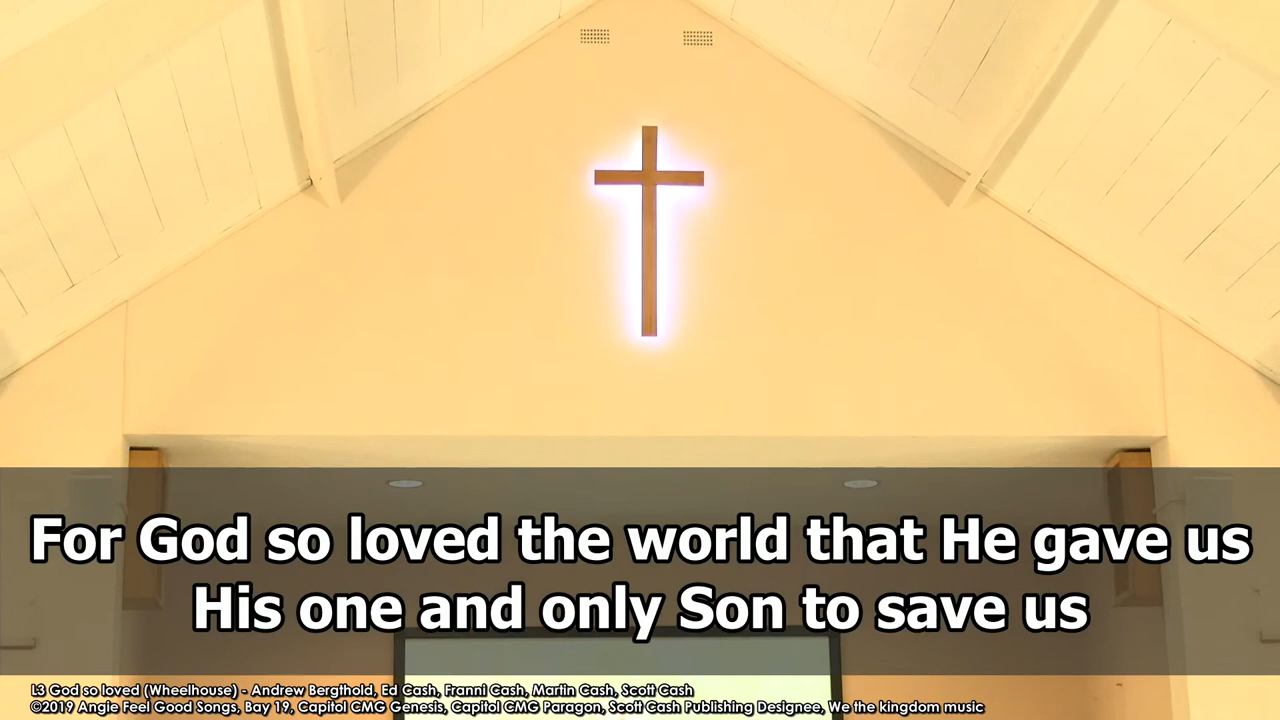 For God so loved the world that He gave us
His one and only Son to save us
L3 God so loved (Wheelhouse) - Andrew Bergthold, Ed Cash, Franni Cash, Martin Cash, Scott Cash
©2019 Angie Feel Good Songs, Bay 19, Capitol CMG Genesis, Capitol CMG Paragon, Scott Cash Publishing Designee, We the kingdom music